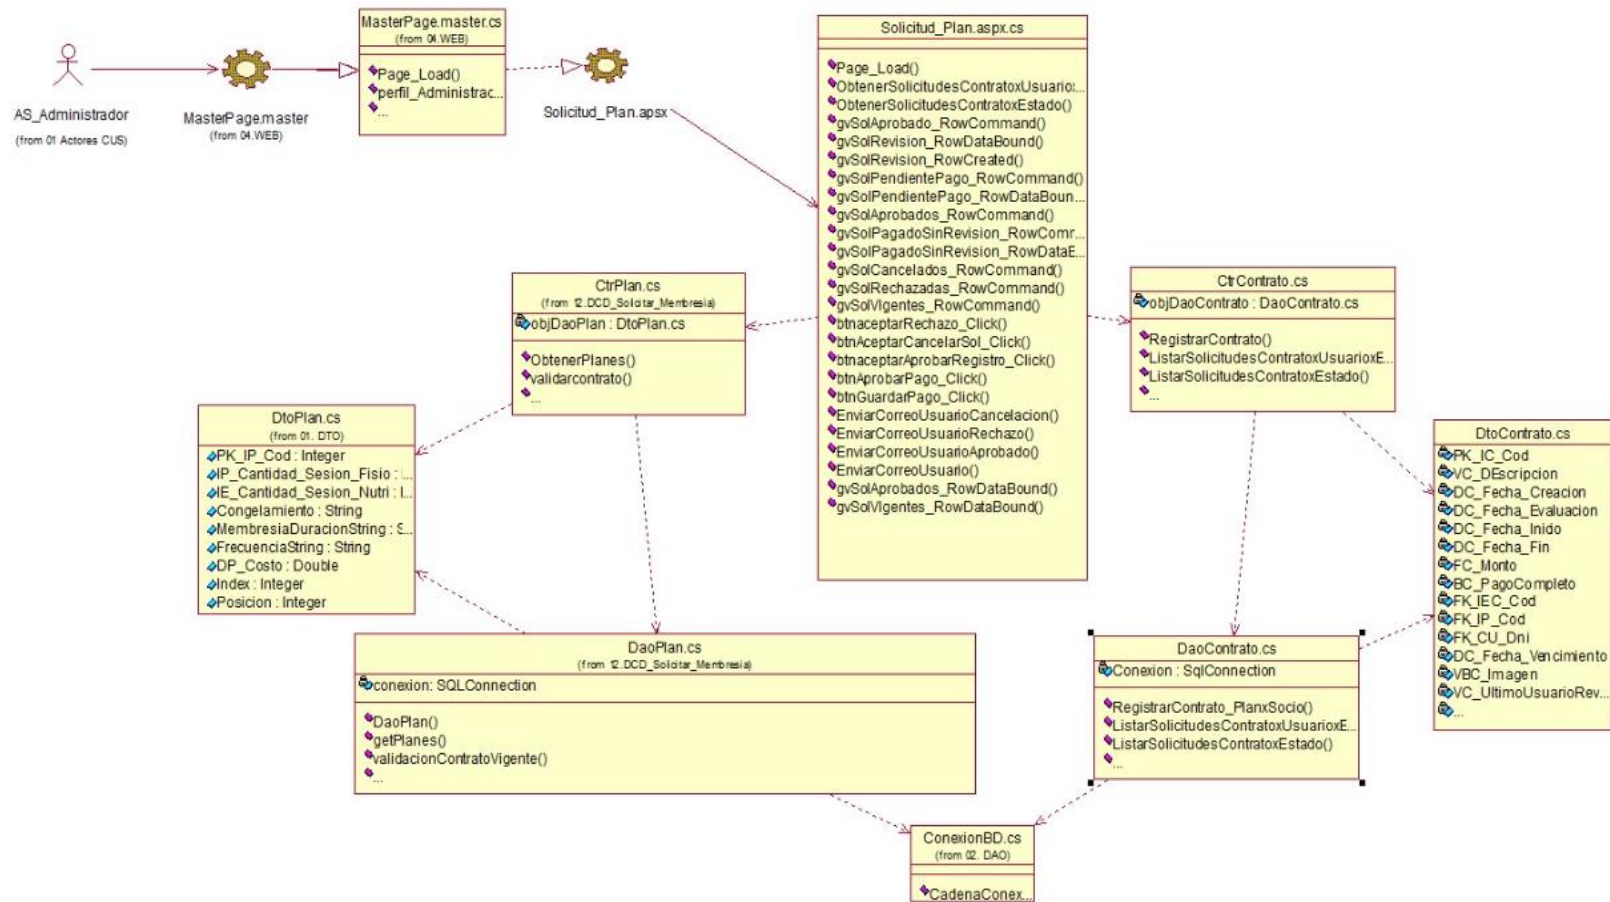 AS_Administrador
(from 01 Actores CUS)
MasterPage.master
(from 04.WEB)
MasterPage.master.cs
(from 04.WEB)
Page_Load()
perfil_Administrac...
...
Solicitud_Plan.apsx
Solicitud_Plan.aspx.cs
Page_Load()
ObtenerSolicitudesContratoxUsuario:...
ObtenerSolicitudesContratoxEstado()
gvSolAprobado_RowCommand()
gvSolRevision_RowDataBound()
gvSolRevision_RowCreated()
gvSolPendientePago_RowCommand()
gvSolPendientePago_RowDataBoun...
gvSolAprobados_RowCommand()
gvSolPagadoSinRevision_RowComr...
gvSolPagadoSinRevision_RowDataE...
gvSolCancelados_RowCommand()
gvSolRechazadas_RowCommand()
gvSolVIgentes_RowCommand()
btnaceptarRechazo_Click()
btnAceptarCancelarSol_Click()
btnaceptarAprobarRegistro_Click()
btnAprobarPago_Click()
btnGuardarPago_Click()
EnviarCorreoUsuarioCancelacion()
EnviarCorreoUsuarioRechazo()
EnviarCorreoUsuarioAprobado()
EnviarCorreoUsuario()
gvSolAprobados_RowDataBound()
gvSolVIgentes_RowDataBound()
CtrPlan.cs
(from 12.DCD_Solicitar_Membresia)
objDaoPlan : DtoPlan.cs
ObtenerPlanes()
validarcontrato()
...
CtrContrato.cs
objDaoContrato : DaoContrato.cs
RegistrarContrato()
ListarSolicitudesContratoxUsuarioxE...
ListarSolicitudesContratoxEstado()
...
DtoPlan.cs
(from 01. DTO)
PK_IP_Cod : Integer
IP_Cantidad_Sesion_Fisio : I...
IE_Cantidad_Sesion_Nutri : I...
Congelamiento : String
MembresiaDuracionString : S...
FrecuenciaString : String
DP_Costo : Double
Index : Integer
Posicion : Integer
DtoContrato.cs
PK_IC_Cod
VC_DEscripcion
DC_Fecha_Creacion
DC_Fecha_Evaluacion
DC_Fecha_Inido
DC_Fecha_Fin
FC_Monto
BC_PagoCompleto
FK_IEC_Cod
FK_IP_Cod
FK_CU_Dni
DC_Fecha_Vencimiento
VBC_Imagen
VC_UltimoUsuarioRev...
...
DaoPlan.cs
(from 12.DCD_Solicitar_Membresia)
conexion: SQLConnection
DaoPlan()
getPlanes()
validacionContratoVigente()
...
DaoContrato.cs
Conexion : SqlConnection
RegistrarContrato_PlanxSocio()
ListarSolicitudesContratoxUsuarioxE...
ListarSolicitudesContratoxEstado()
...
ConexionBD.cs
(from 02. DAO)
CadenaConex...